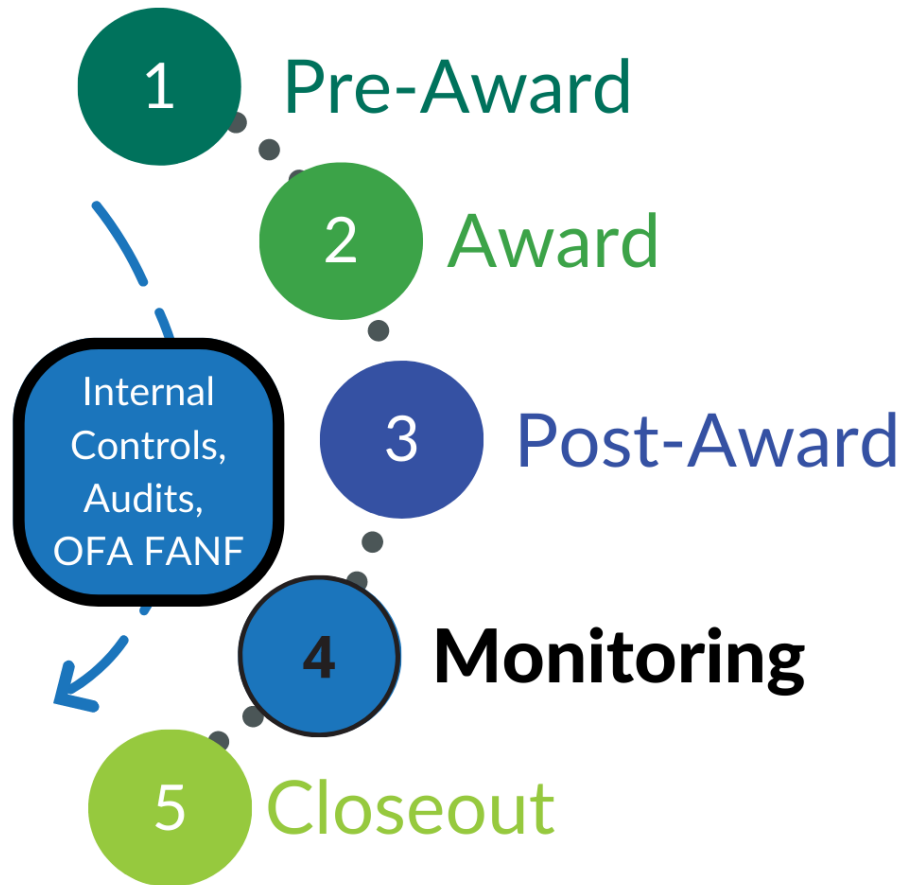 1 Pre-Award
2 Award
Internal
Controls,
Audits,
OFA FANF
3 Post-Award
4 Monitoring
5 Closeout